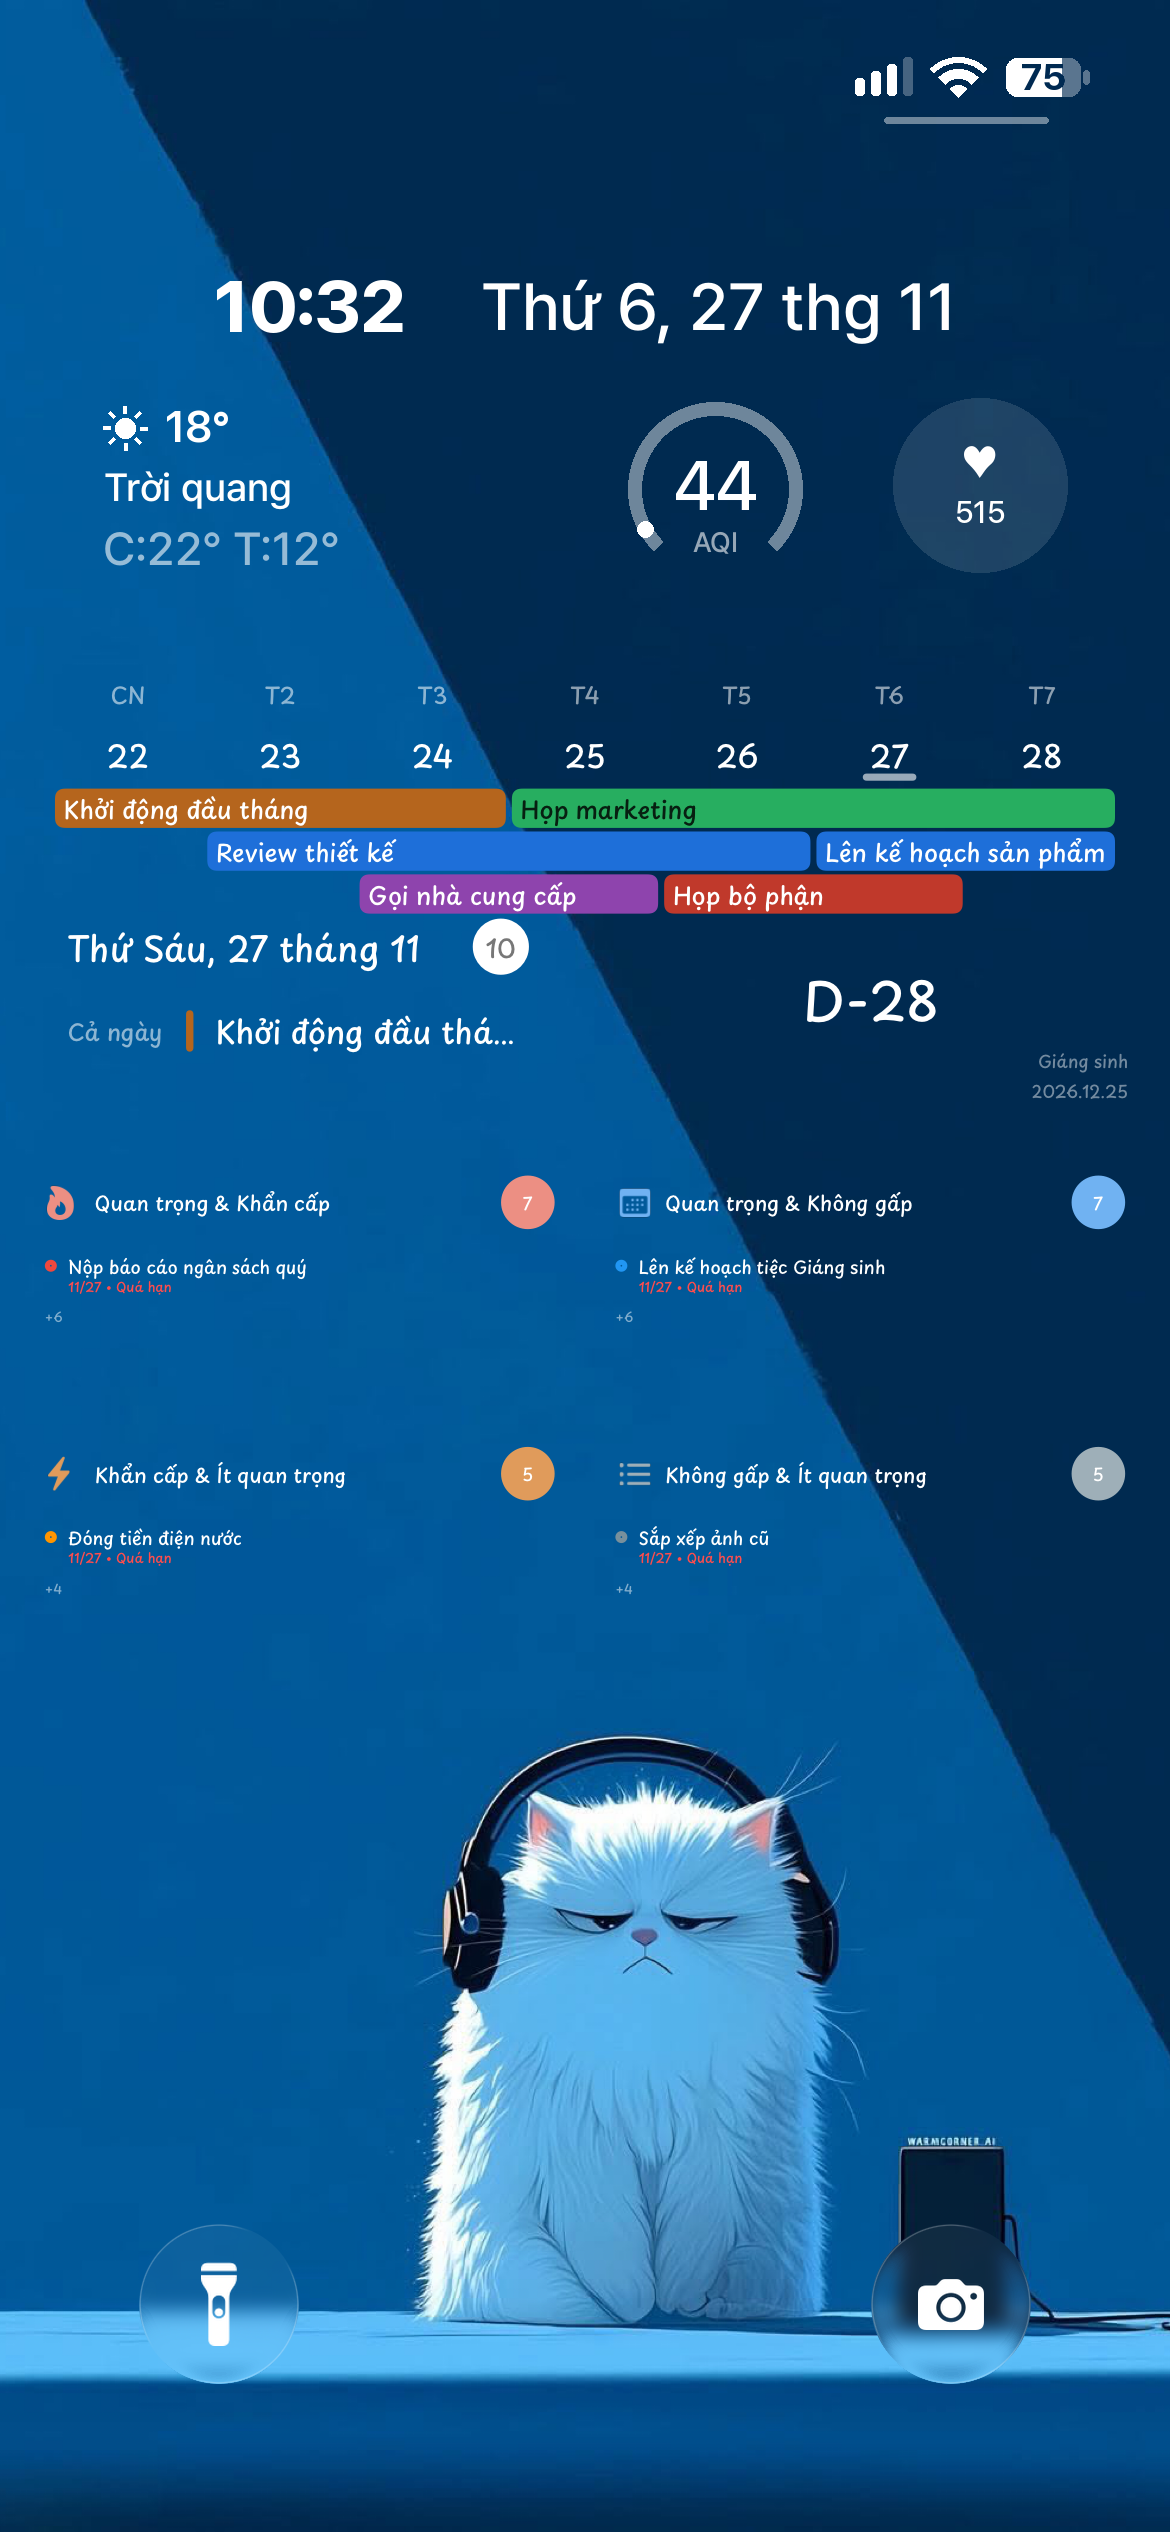 75
10:32 Thứ 6, 27 thg 11
18°
Trời quang
C:22° T:12°
44
AQI
515
CN T2 T3 T4 T5 T6 T7
22 23 24 25 26 27 28
Khởi động đầu tháng
Họp marketing
Review thiết kế
Lên kế hoạch sản phẩm
Gọi nhà cung cấp
Họp bộ phận
Thứ Sáu, 27 tháng 11
10
Cả ngày
Khởi động đầu thá...
D-28
Giáng sinh
2026.12.25
Quan trọng & Khẩn cấp
7
Nộp báo cáo ngân sách quý
11/27 • Quá hạn
+6
Quan trọng & Không gấp
7
Lên kế hoạch tiệc Giáng sinh
11/27 • Quá hạn
+6
Khẩn cấp & Ít quan trọng
5
Đóng tiền điện nước
11/27 • Quá hạn
+4
Không gấp & Ít quan trọng
5
Sắp xếp ảnh cũ
11/27 • Quá hạn
+4
WARMCORNER.AI